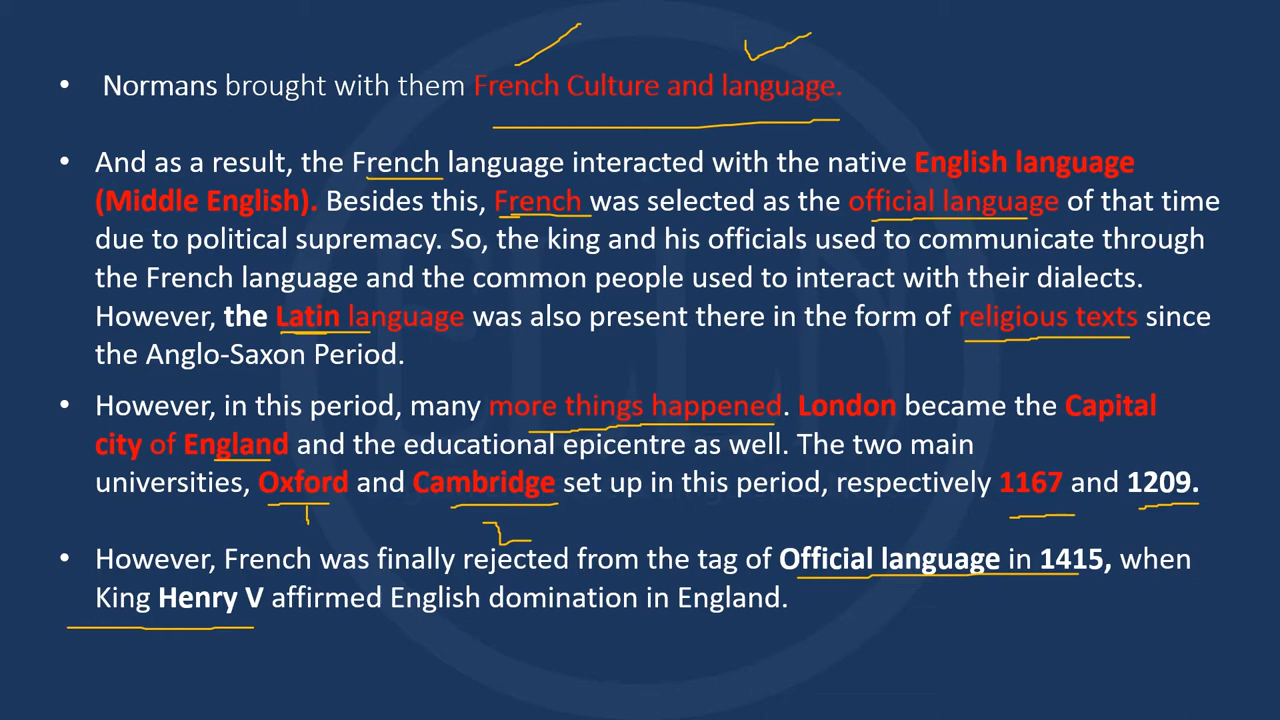 • Normans brought with them French Culture and language.
• And as a result, the French language interacted with the native English language
(Middle English). Besides this, French was selected as the official language of that time
due to political supremacy. So, the king and his officials used to communicate through
the French language and the common people used to interact with their dialects.
However, the Latin language was also present there in the form of religious texts since
the Anglo-Saxon Period.
• However, in this period, many more things happened. London became the Capital
city of England and the educational epicentre as well. The two main
universities, Oxford and Cambridge set up in this period, respectively 1167 and 1209.
• However, French was finally rejected from the tag of Official language in 1415, when
King Henry V affirmed English domination in England.